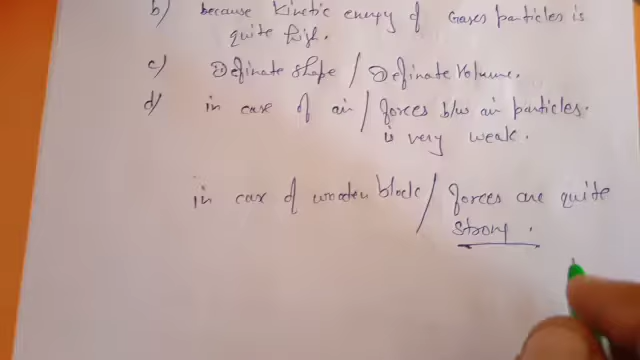 b) because Kinetic energy of Gases particles is
quite high.
c) Definate shape / Definate Volume.
d) in case of air / forces b/w air particles.
is very weak.
in case of wooden block / forces are quite
strong.